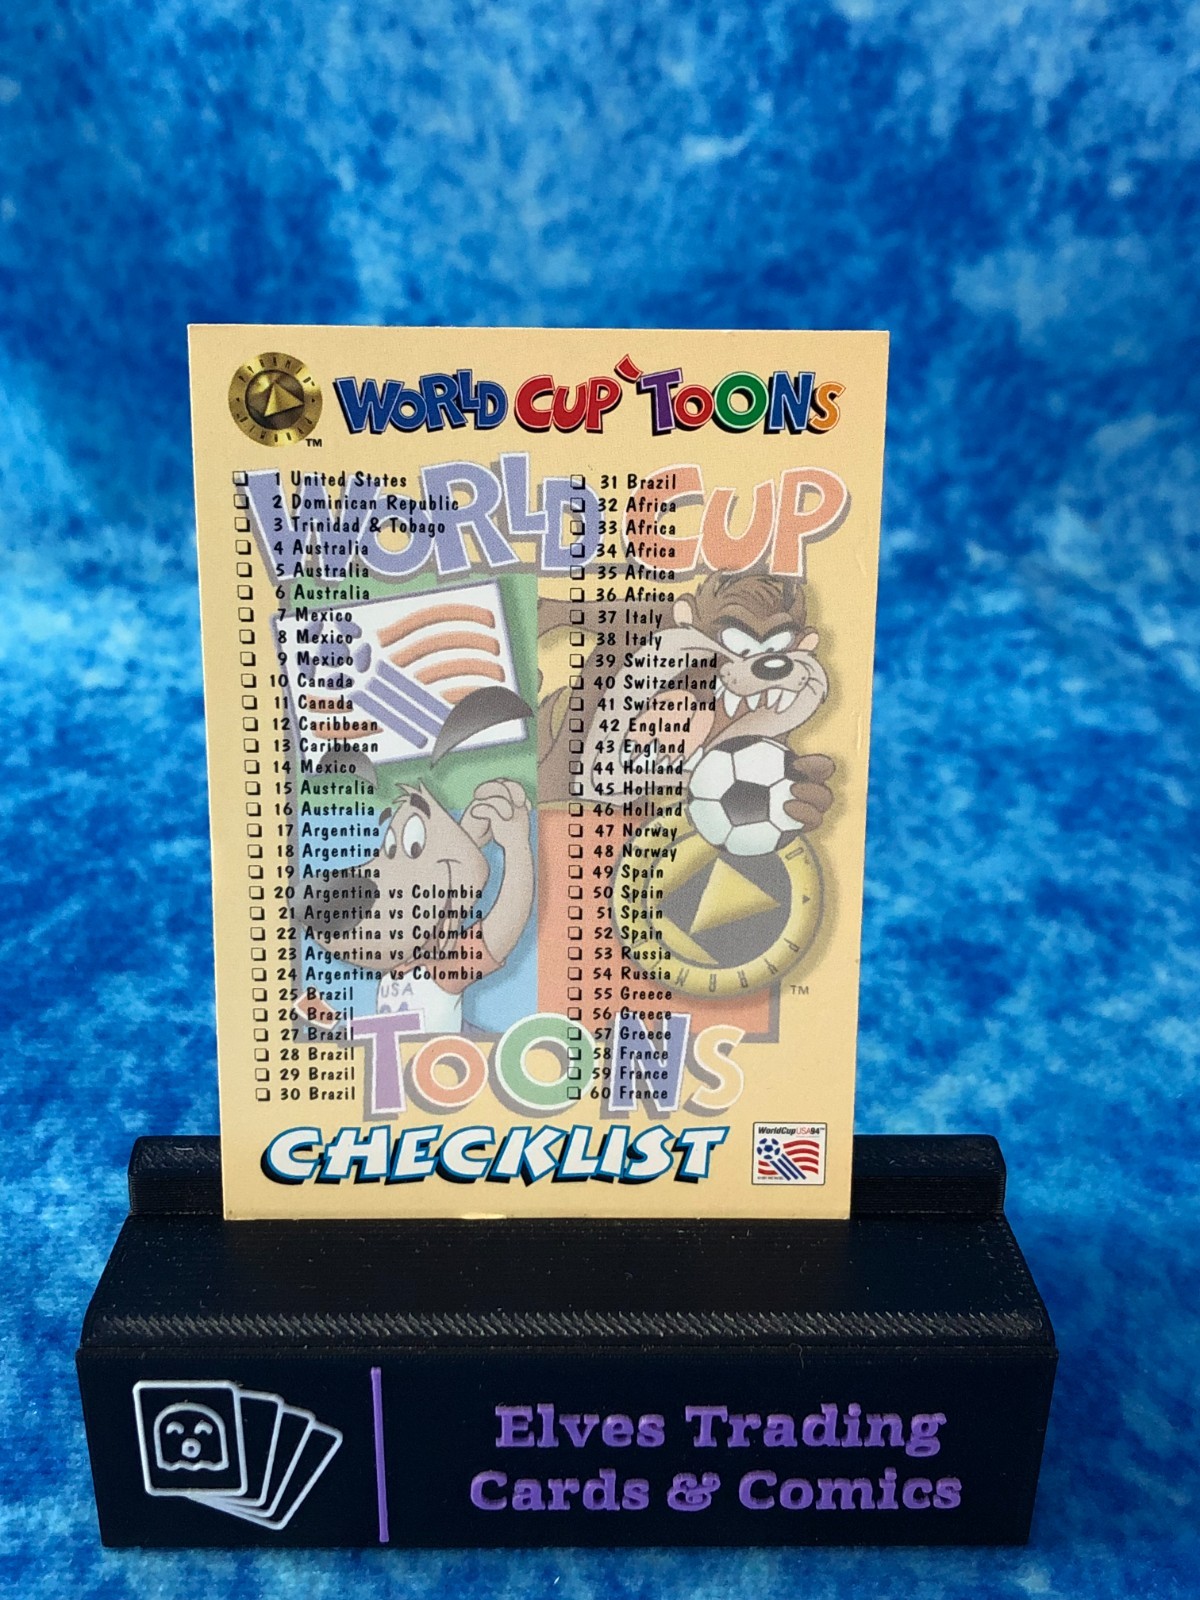 WORLD CUP 'TOONS
TM
WORLD CUP
1 United States
2 Dominican Republic
3 Trinidad & Tobago
4 Australia
5 Australia
6 Australia
7 Mexico
8 Mexico
9 Mexico
10 Canada
11 Canada
12 Caribbean
13 Caribbean
14 Mexico
15 Australia
16 Australia
17 Argentina
18 Argentina
19 Argentina
20 Argentina vs Colombia
21 Argentina vs Colombia
22 Argentina vs Colombia
23 Argentina vs Colombia
24 Argentina vs Colombia
25 Brazil
26 Brazil
27 Brazil
28 Brazil
29 Brazil
30 Brazil
31 Brazil
32 Africa
33 Africa
34 Africa
35 Africa
36 Africa
37 Italy
38 Italy
39 Switzerland
40 Switzerland
41 Switzerland
42 England
43 England
44 Holland
45 Holland
46 Holland
47 Norway
48 Norway
49 Spain
50 Spain
51 Spain
52 Spain
53 Russia
54 Russia
55 Greece
56 Greece
57 Greece
58 France
59 France
60 France
USA
94
TM
'TOONS
CHECKLIST
WorldCupUSA94
Elves Trading
Cards & Comics